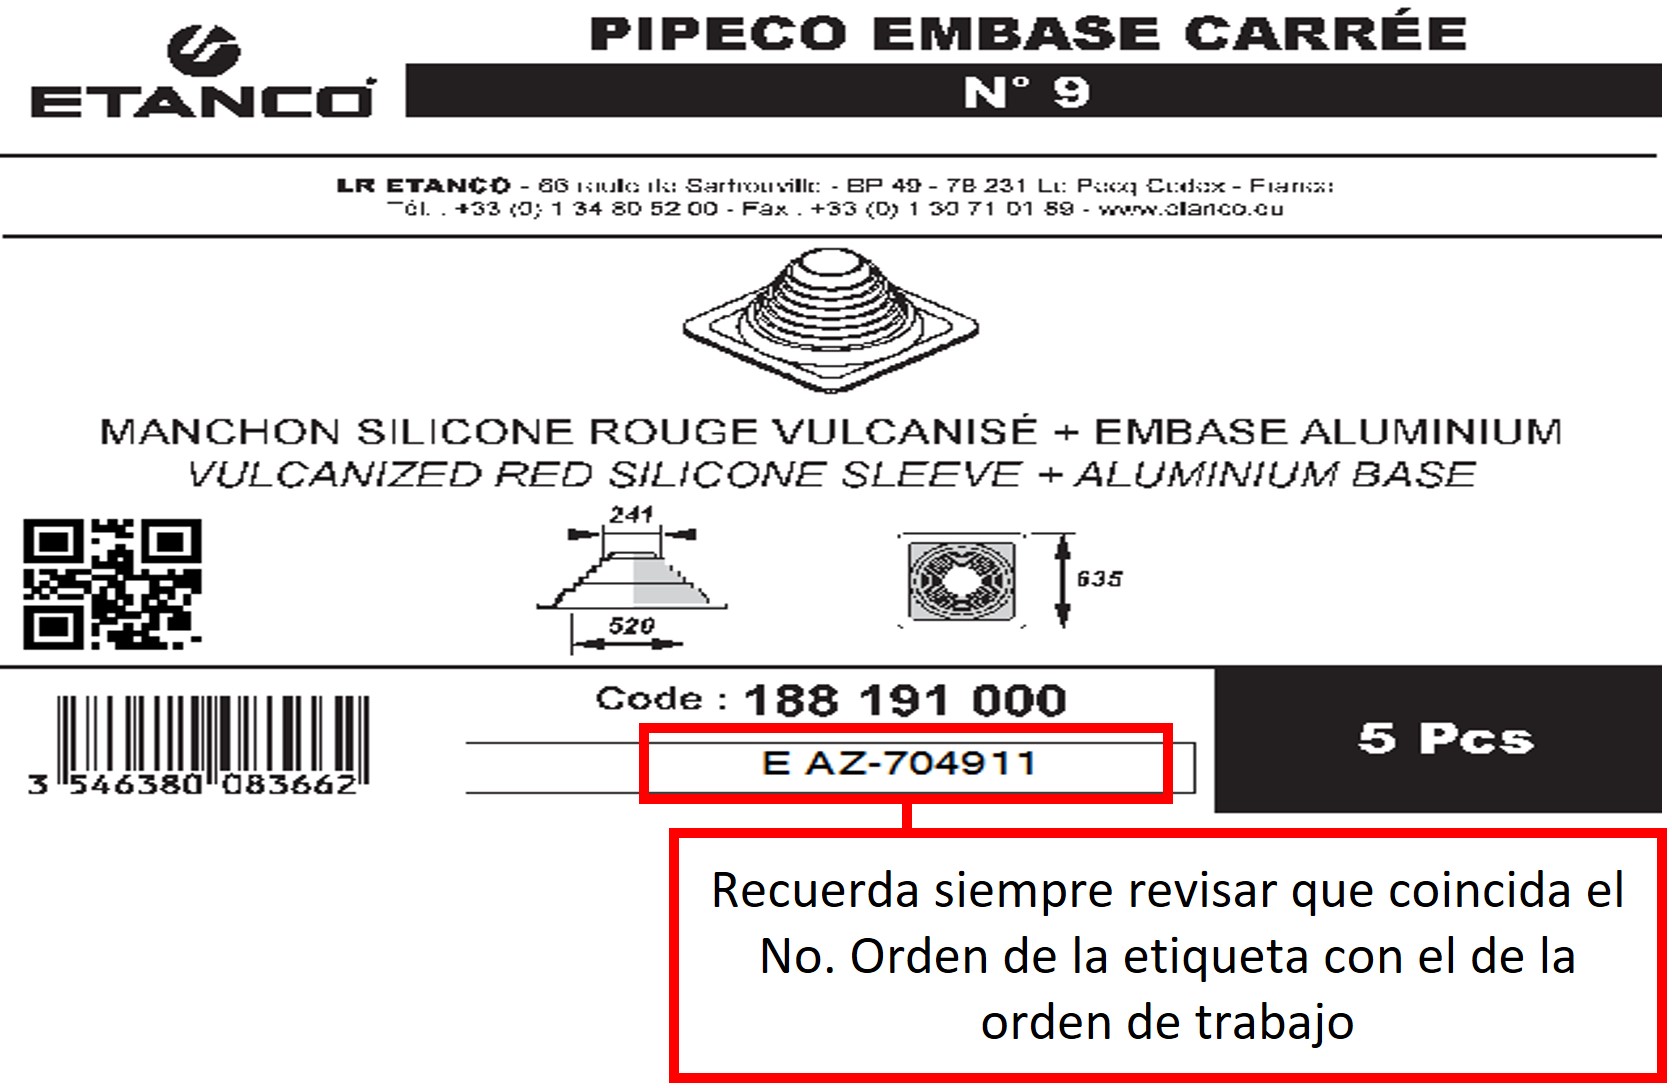 PIPECO EMBASE CARRÉE
ETANCO
N° 9
LR ETANCO - 66 route de Sartrouville - BP 49 - 78 231 Le Pecq Cedex - France
Tél. : +33 (0) 1 34 80 52 00 - Fax : +33 (0) 1 30 71 01 89 - www.etanco.eu
MANCHON SILICONE ROUGE VULCANISÉ + EMBASE ALUMINIUM
VULCANIZED RED SILICONE SLEEVE + ALUMINIUM BASE
241
635
520
Code : 188 191 000
5 Pcs
E AZ-704911
3 546380 083662
Recuerda siempre revisar que coincida el
No. Orden de la etiqueta con el de la
orden de trabajo